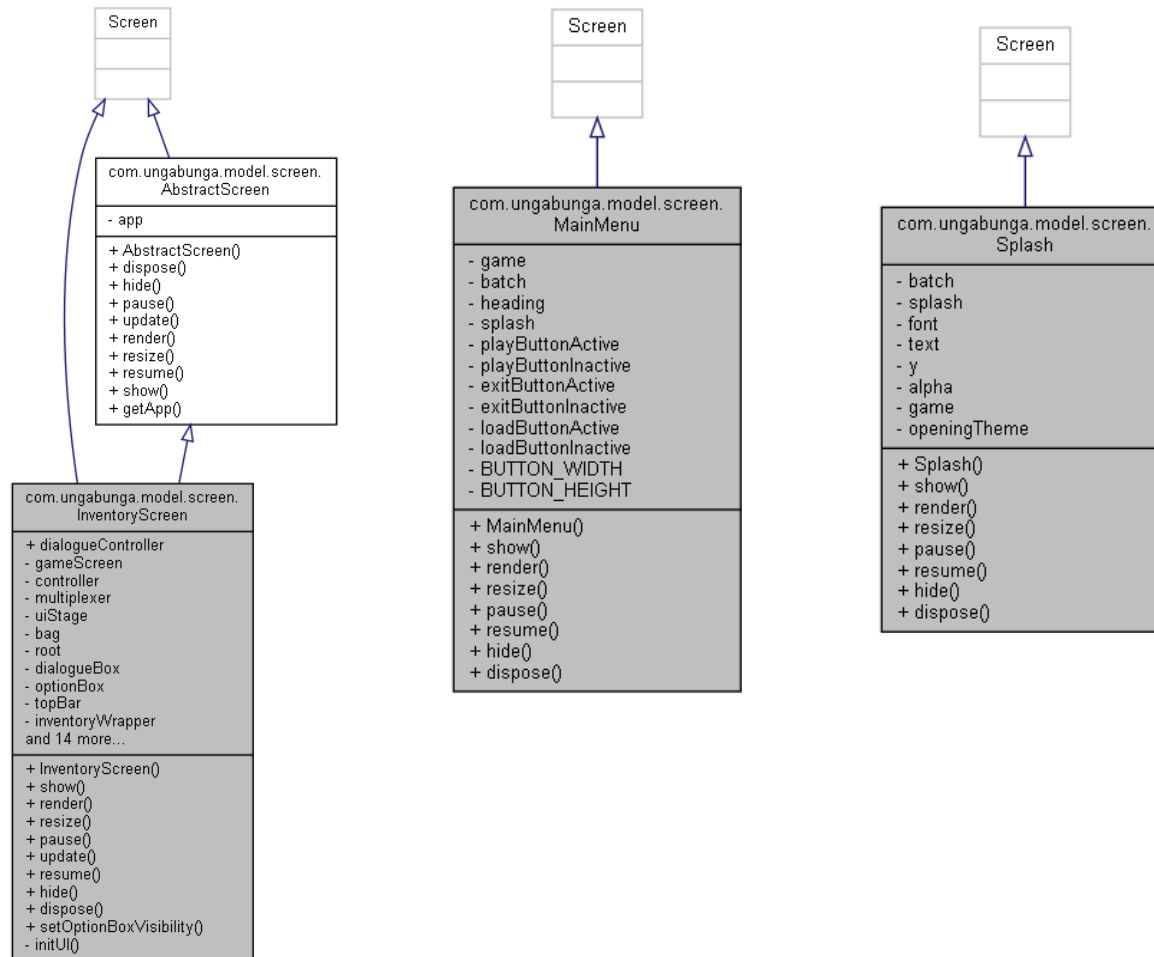 Screen
com.ungabunga.model.screen.
AbstractScreen
- app
+ AbstractScreen()
+ dispose()
+ hide()
+ pause()
+ update()
+ render()
+ resize()
+ resume()
+ show()
+ getApp()
com.ungabunga.model.screen.
InventoryScreen
+ dialogueController
- gameScreen
- controller
- multiplexer
- uiStage
- bag
- root
- dialogueBox
- optionBox
- topBar
- inventoryWrapper
and 14 more...
+ InventoryScreen()
+ show()
+ render()
+ resize()
+ pause()
+ update()
+ resume()
+ hide()
+ dispose()
+ setOptionBoxVisibility()
- initUI()
Screen
com.ungabunga.model.screen.
MainMenu
- game
- batch
- heading
- splash
- playButtonActive
- playButtonInactive
- exitButtonActive
- exitButtonInactive
- loadButtonActive
- loadButtonInactive
- BUTTON_WIDTH
- BUTTON_HEIGHT
+ MainMenu()
+ show()
+ render()
+ resize()
+ pause()
+ resume()
+ hide()
+ dispose()
Screen
com.ungabunga.model.screen.
Splash
- batch
- splash
- font
- text
- y
- alpha
- game
- openingTheme
+ Splash()
+ show()
+ render()
+ resize()
+ pause()
+ resume()
+ hide()
+ dispose()